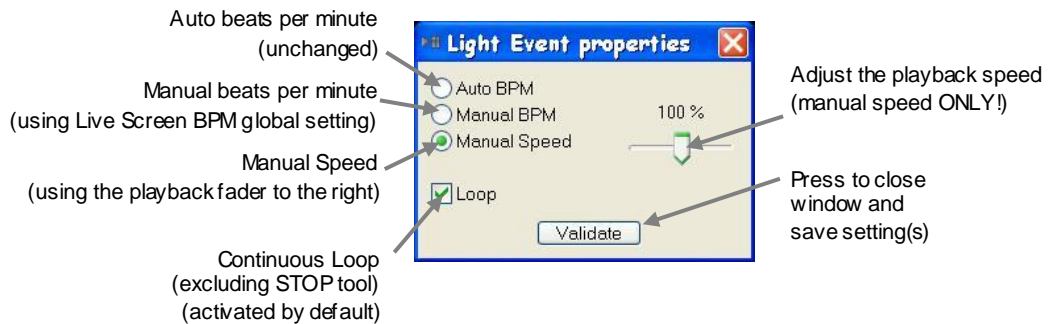 Auto beats per minute
(unchanged)
Manual beats per minute
(using Live Screen BPM global setting)
Manual Speed
(using the playback fader to the right)
Continuous Loop
(excluding STOP tool)
(activated by default)
Light Event properties
Auto BPM
Manual BPM
100 %
Manual Speed
Loop
Validate
Adjust the playback speed
(manual speed ONLY!)
Press to close
window and
save setting(s)